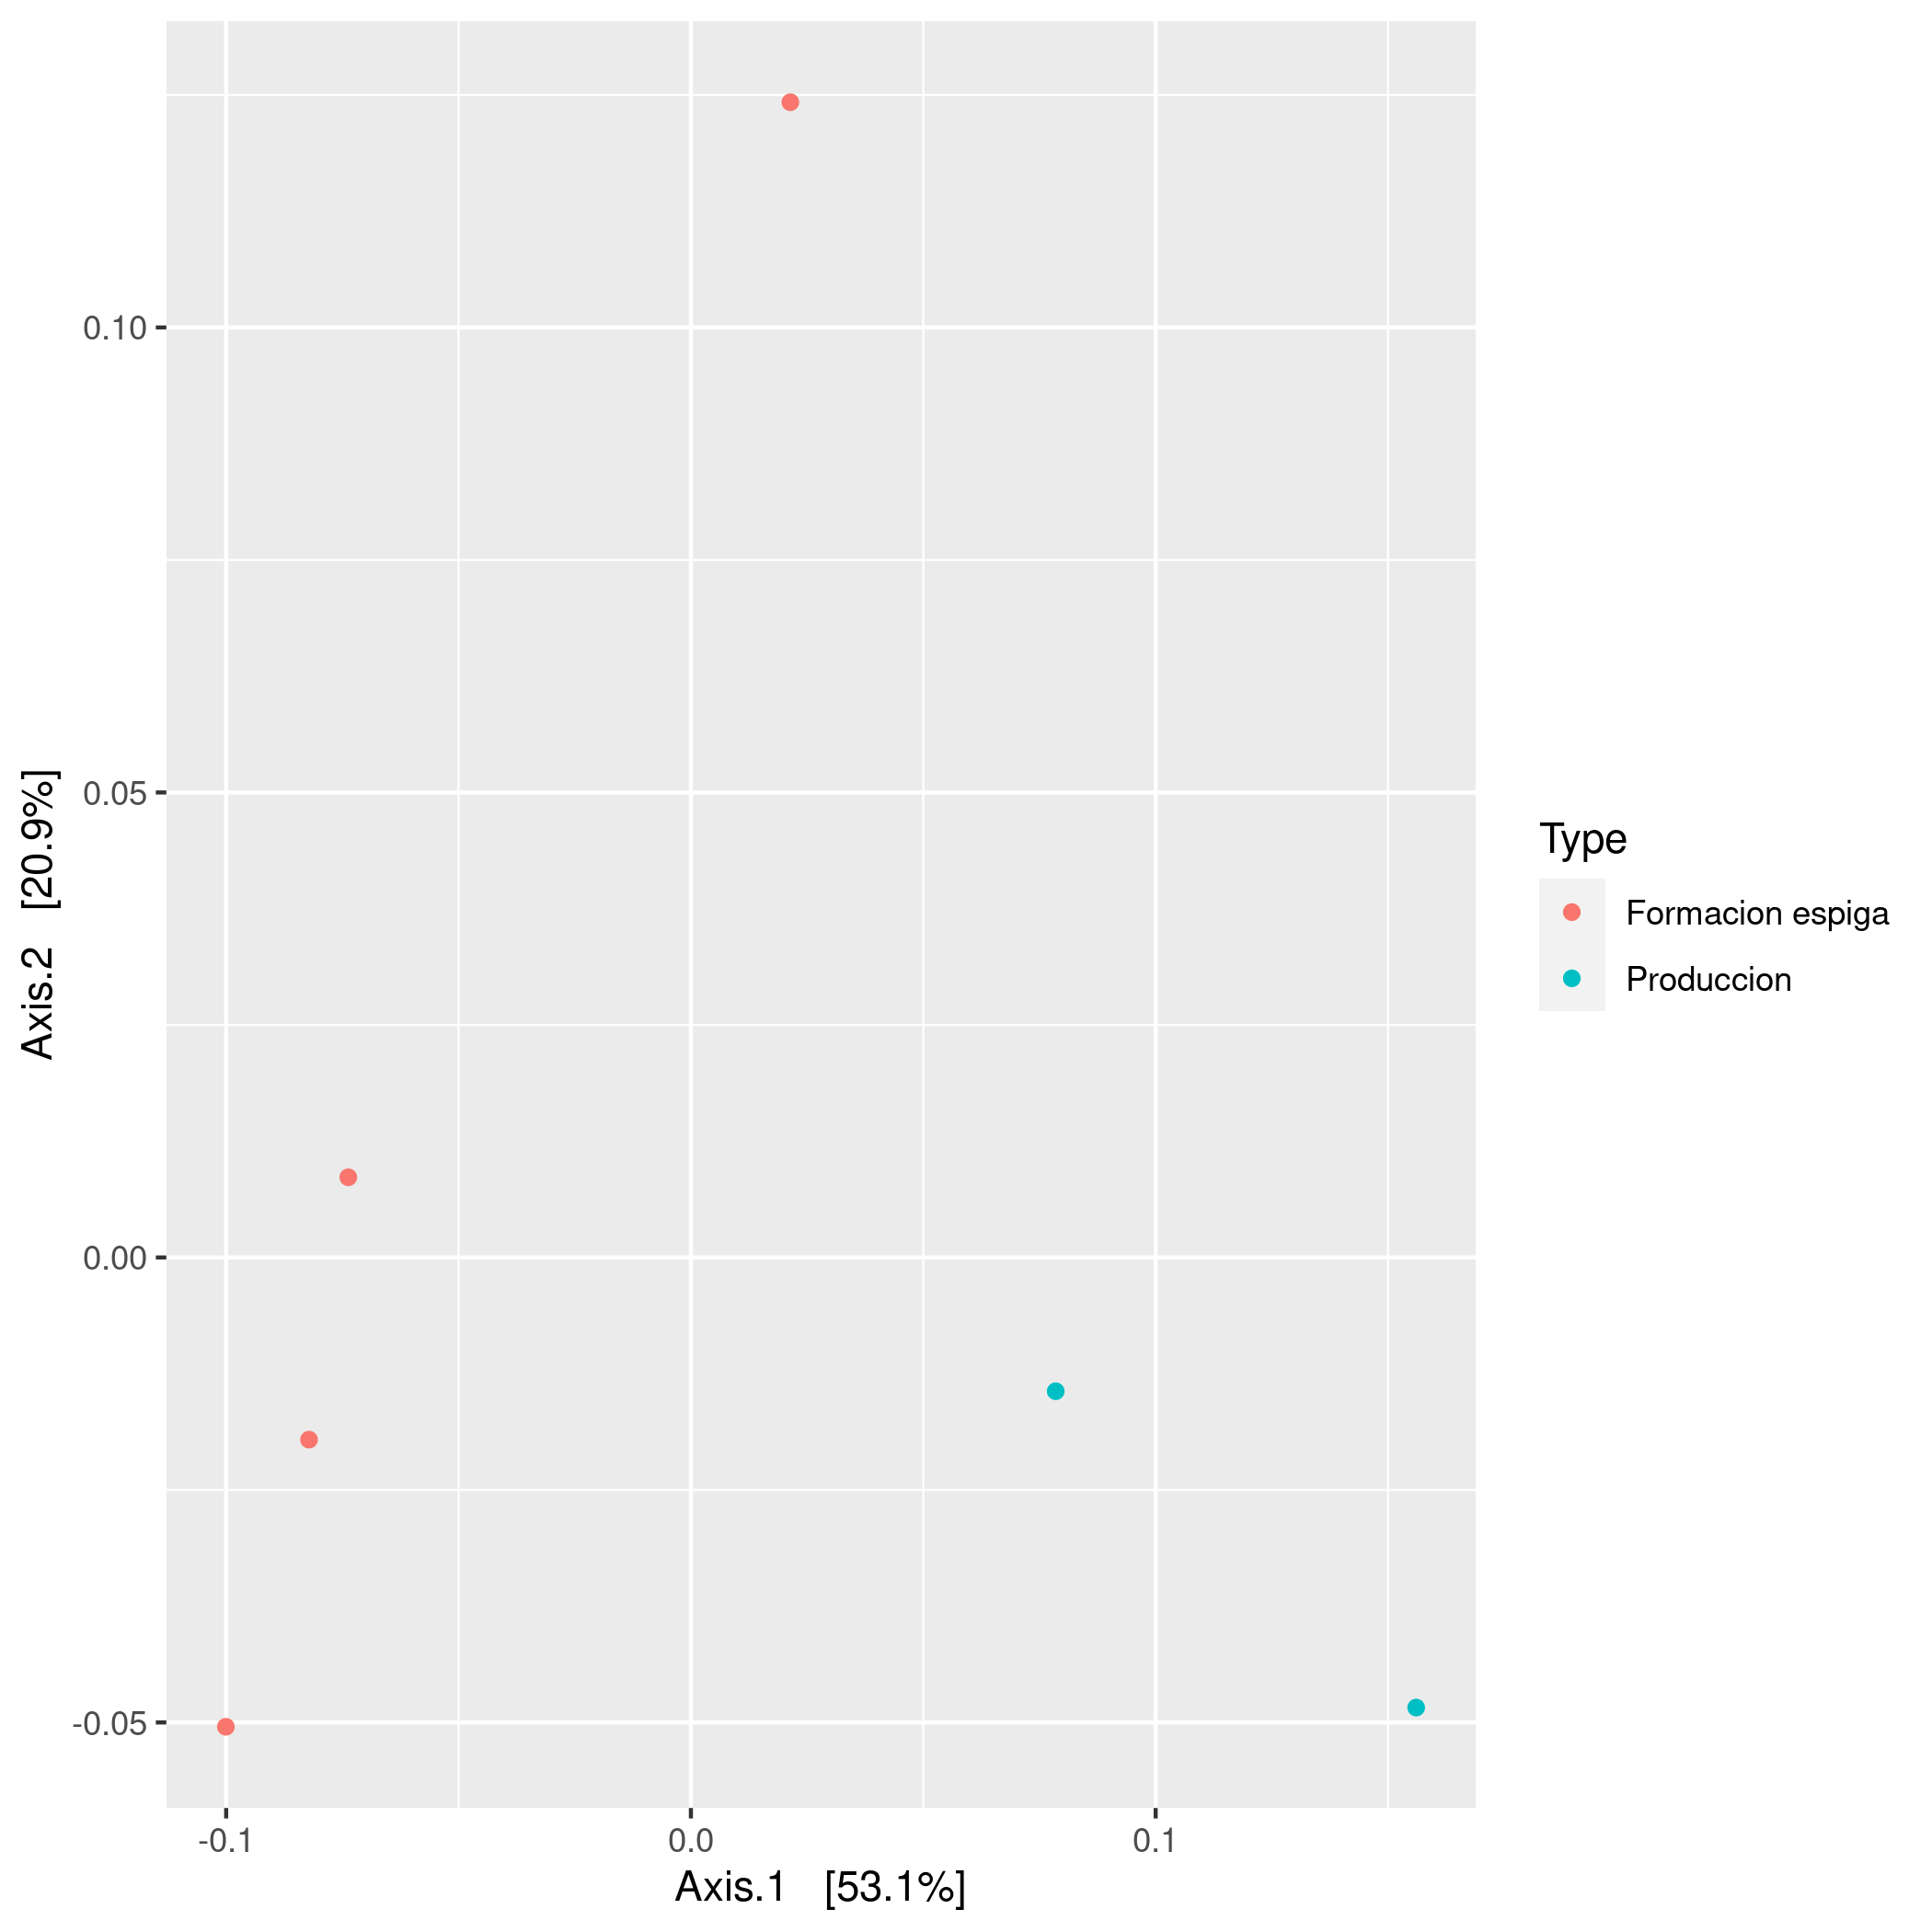 0.10
0.05
0.00
-0.05
Axis.2 [20.9%]
-0.1 0.0 0.1
Axis.1 [53.1%]
Type
Formacion espiga
Produccion